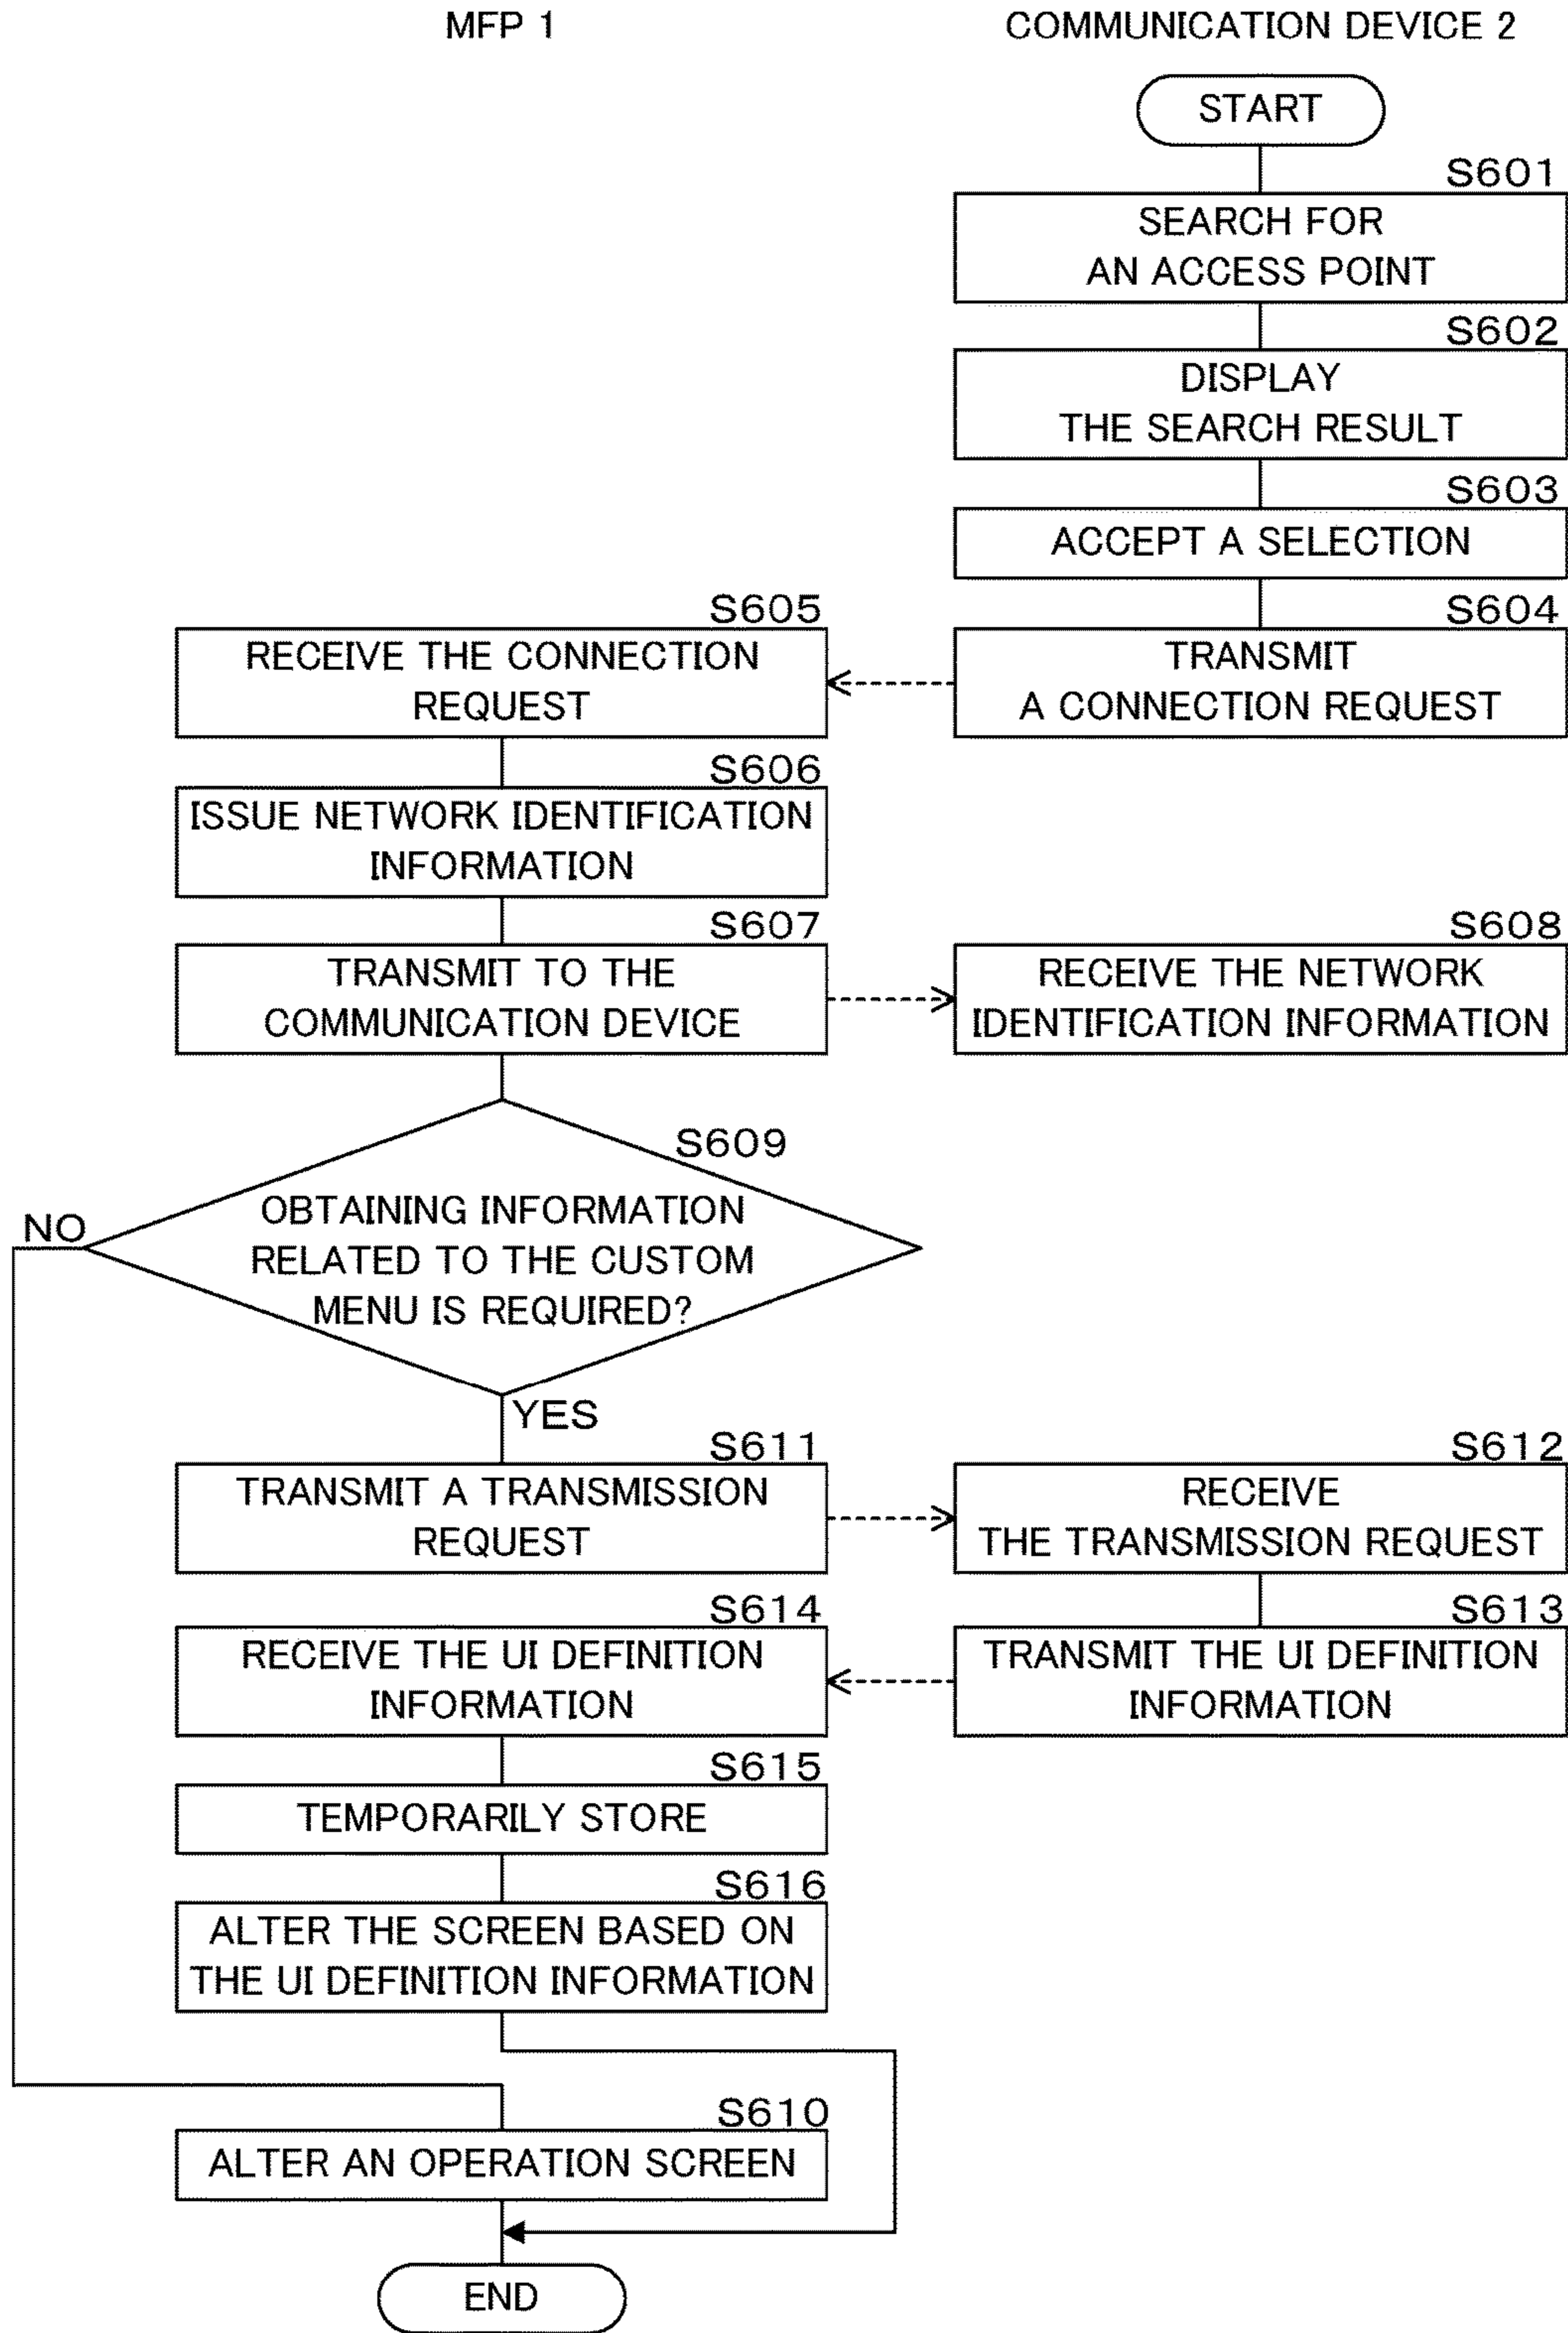 MFP 1
COMMUNICATION DEVICE 2
START
S601
SEARCH FOR
AN ACCESS POINT
S602
DISPLAY
THE SEARCH RESULT
S603
ACCEPT A SELECTION
S604
TRANSMIT
A CONNECTION REQUEST
S605
RECEIVE THE CONNECTION
REQUEST
S606
ISSUE NETWORK IDENTIFICATION
INFORMATION
S607
TRANSMIT TO THE
COMMUNICATION DEVICE
S608
RECEIVE THE NETWORK
IDENTIFICATION INFORMATION
S609
OBTAINING INFORMATION
RELATED TO THE CUSTOM
MENU IS REQUIRED?
NO
YES
S611
TRANSMIT A TRANSMISSION
REQUEST
S612
RECEIVE
THE TRANSMISSION REQUEST
S613
TRANSMIT THE UI DEFINITION
INFORMATION
S614
RECEIVE THE UI DEFINITION
INFORMATION
S615
TEMPORARILY STORE
S616
ALTER THE SCREEN BASED ON
THE UI DEFINITION INFORMATION
S610
ALTER AN OPERATION SCREEN
END